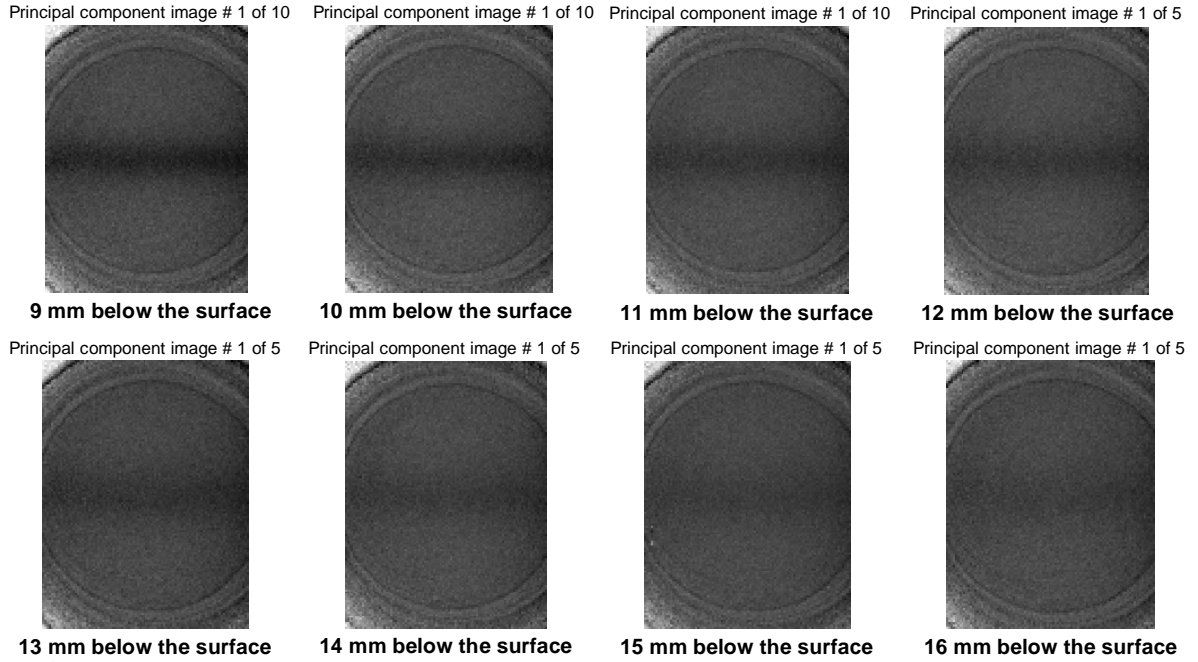 Principal component image # 1 of 10
Principal component image # 1 of 10
Principal component image # 1 of 10
Principal component image # 1 of 5
9 mm below the surface
10 mm below the surface
11 mm below the surface
12 mm below the surface
Principal component image # 1 of 5
Principal component image # 1 of 5
Principal component image # 1 of 5
Principal component image # 1 of 5
13 mm below the surface
14 mm below the surface
15 mm below the surface
16 mm below the surface